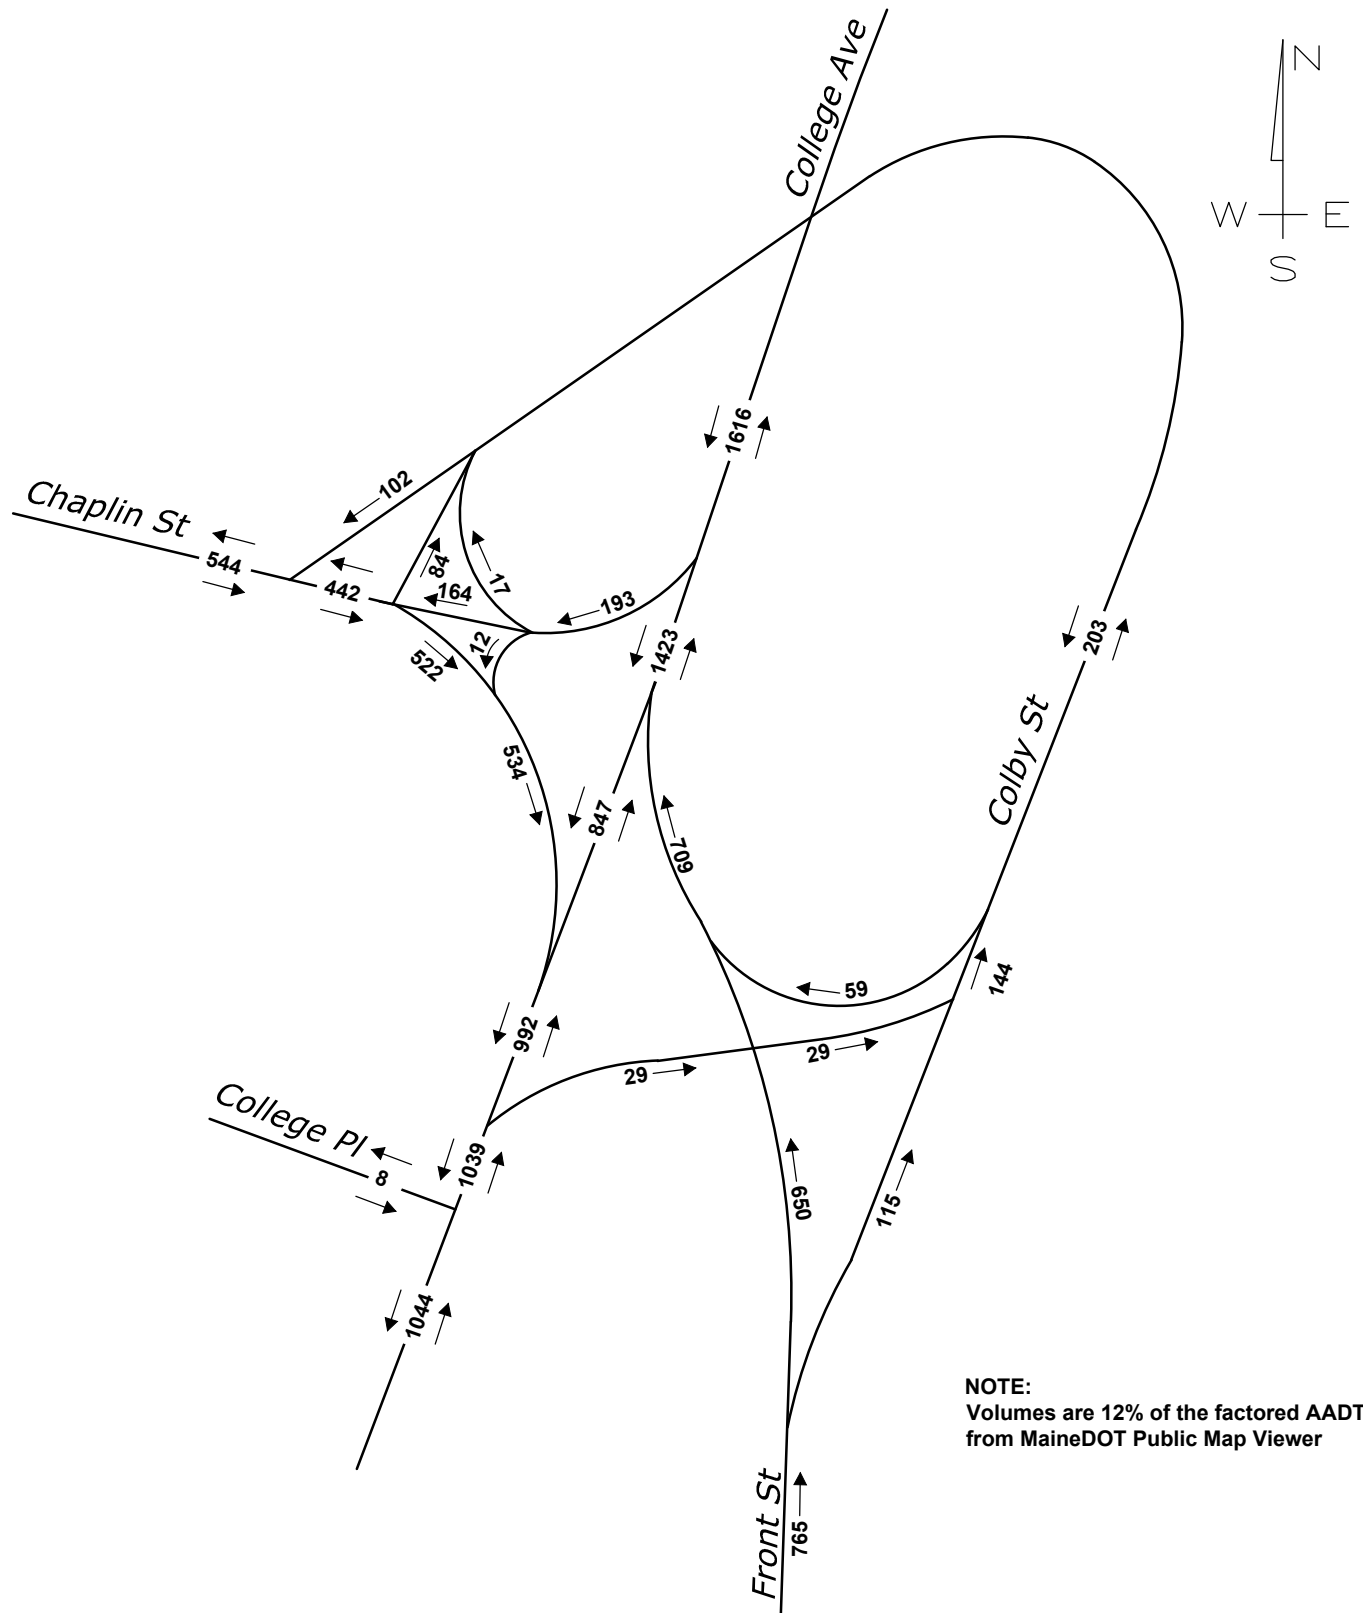 College Ave
N
W E
S
1616
102
Chaplin St
544
442
84
164
17
193
12
522
1423
203
Colby St
534
847
709
144
59
992
29
29
College Pl
8
1039
650
115
1044
NOTE:
Volumes are 12% of the factored AADT
from MaineDOT Public Map Viewer
Front St
765